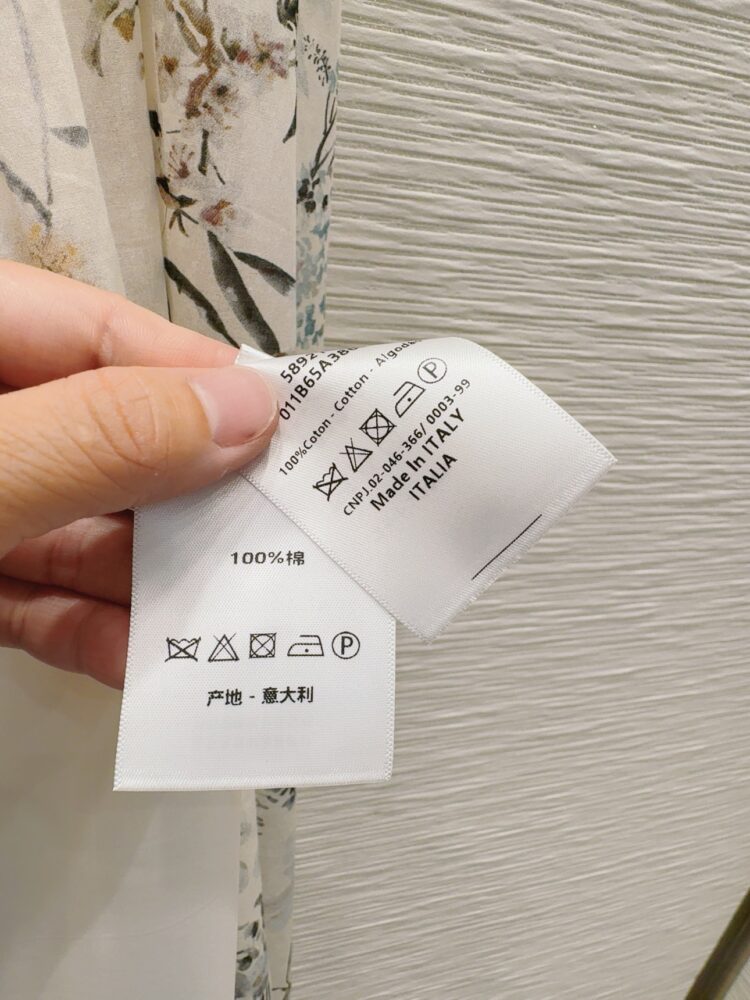 011B65A38
100%Coton - Cotton - Algod
CNPJ.02-046-366/ 0003-99
Made In ITALY
ITALIA
100%棉
产地 - 意大利